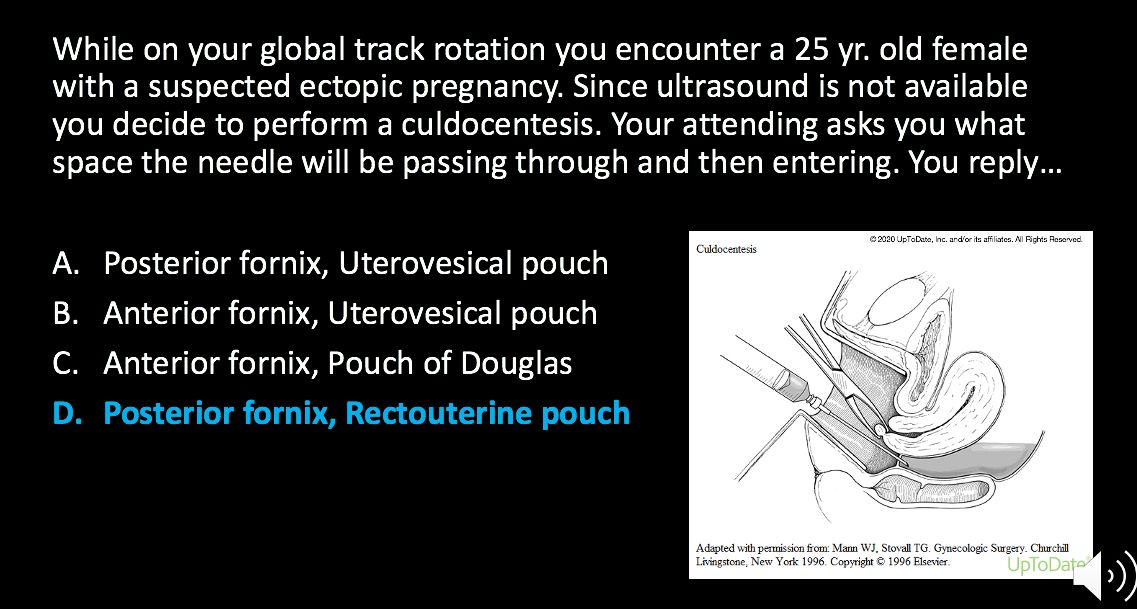 While on your global track rotation you encounter a 25 yr. old female
with a suspected ectopic pregnancy. Since ultrasound is not available
you decide to perform a culdocentesis. Your attending asks you what
space the needle will be passing through and then entering. You reply...
A. Posterior fornix, Uterovesical pouch
B. Anterior fornix, Uterovesical pouch
C. Anterior fornix, Pouch of Douglas
D. Posterior fornix, Rectouterine pouch
© 2020 UpToDate, Inc. and/or its affiliates. All Rights Reserved.
Culdocentesis
Adapted with permission from: Mann WJ, Stovall TG. Gynecologic Surgery. Churchill
Livingstone, New York 1996. Copyright © 1996 Elsevier.
UpToDate